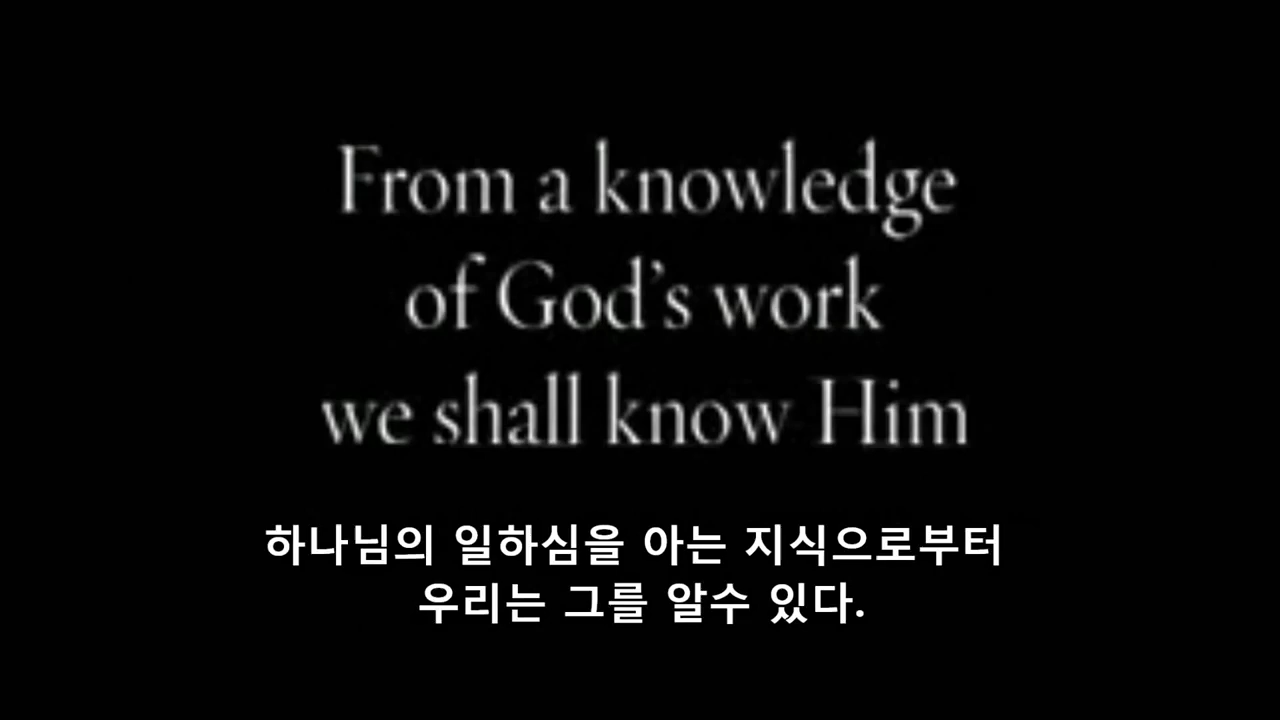 From a knowledge
of God's work
we shall know Him
하나님의 일하심을 아는 지식으로부터
우리는 그를 알수 있다.